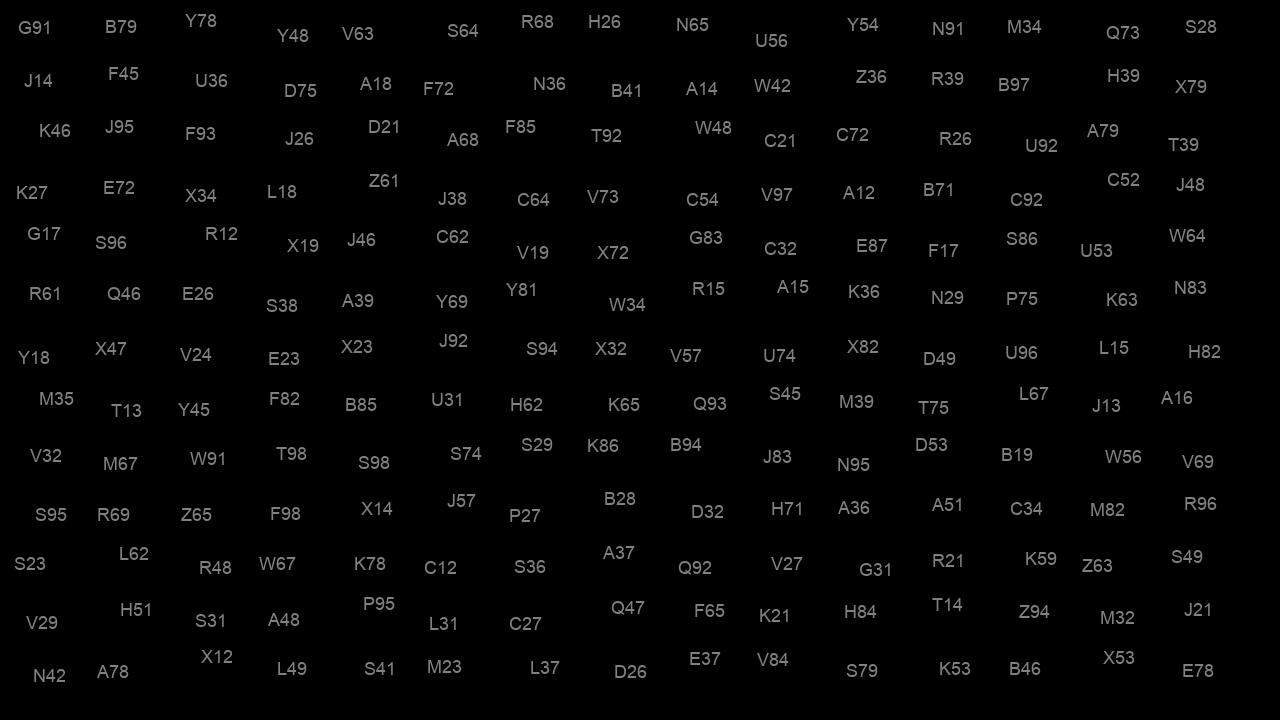 G91 B79 Y78 Y48 V63 S64 R68 H26 N65 U56 Y54 N91 M34 Q73 S28
J14 F45 U36 D75 A18 F72 N36 B41 A14 W42 Z36 R39 B97 H39 X79
K46 J95 F93 J26 D21 A68 F85 T92 W48 C21 C72 R26 U92 A79 T39
K27 E72 X34 L18 Z61 J38 C64 V73 C54 V97 A12 B71 C92 C52 J48
G17 S96 R12 X19 J46 C62 V19 X72 G83 C32 E87 F17 S86 U53 W64
R61 Q46 E26 S38 A39 Y69 Y81 W34 R15 A15 K36 N29 P75 K63 N83
Y18 X47 V24 E23 X23 J92 S94 X32 V57 U74 X82 D49 U96 L15 H82
M35 T13 Y45 F82 B85 U31 H62 K65 Q93 S45 M39 T75 L67 J13 A16
V32 M67 W91 T98 S98 S74 S29 K86 B94 J83 N95 D53 B19 W56 V69
S95 R69 Z65 F98 X14 J57 P27 B28 D32 H71 A36 A51 C34 M82 R96
S23 L62 R48 W67 K78 C12 S36 A37 Q92 V27 G31 R21 K59 Z63 S49
V29 H51 S31 A48 P95 L31 C27 Q47 F65 K21 H84 T14 Z94 M32 J21
N42 A78 X12 L49 S41 M23 L37 D26 E37 V84 S79 K53 B46 X53 E78